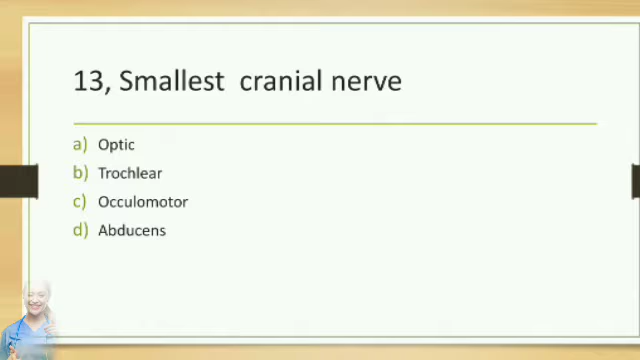 13, Smallest cranial nerve
a) Optic
b) Trochlear
c) Occulomotor
d) Abducens